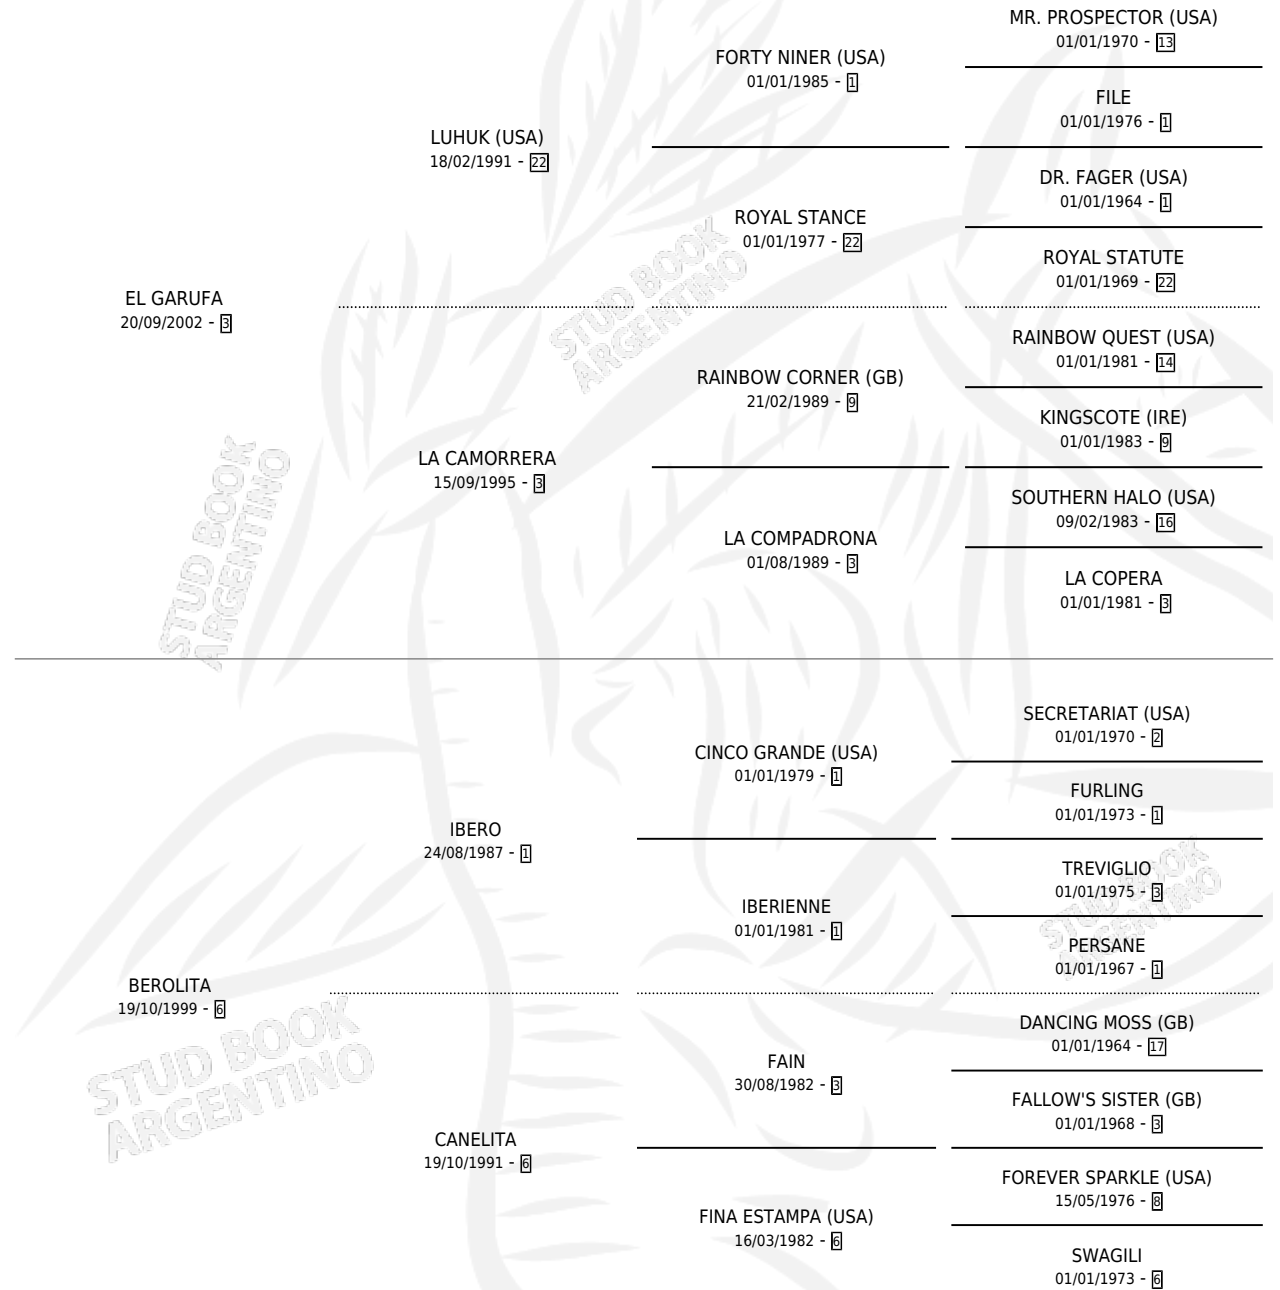 MR. PROSPECTOR (USA)
01/01/1970 - 13
FORTY NINER (USA)
01/01/1985 - 1
FILE
01/01/1976 - 1
LUHUK (USA)
18/02/1991 - 22
DR. FAGER (USA)
01/01/1964 - 1
ROYAL STANCE
01/01/1977 - 22
ROYAL STATUTE
01/01/1969 - 22
EL GARUFA
20/09/2002 - 3
RAINBOW QUEST (USA)
01/01/1981 - 14
RAINBOW CORNER (GB)
21/02/1989 - 9
KINGSCOTE (IRE)
01/01/1983 - 9
LA CAMORRERA
15/09/1995 - 3
SOUTHERN HALO (USA)
09/02/1983 - 16
LA COMPADRONA
01/08/1989 - 3
LA COPERA
01/01/1981 - 3
STUD BOOK
ARGENTINO
STUD BOOK
ARGENTINO
SECRETARIAT (USA)
01/01/1970 - 2
CINCO GRANDE (USA)
01/01/1979 - 1
FURLING
01/01/1973 - 1
IBERO
24/08/1987 - 1
TREVIGLIO
01/01/1975 - 3
IBERIENNE
01/01/1981 - 1
PERSANE
01/01/1967 - 1
BEROLITA
19/10/1999 - 6
DANCING MOSS (GB)
01/01/1964 - 17
FAIN
30/08/1982 - 3
FALLOW'S SISTER (GB)
01/01/1968 - 3
CANELITA
19/10/1991 - 6
FOREVER SPARKLE (USA)
15/05/1976 - 8
FINA ESTAMPA (USA)
16/03/1982 - 6
SWAGILI
01/01/1973 - 6
STUD BOOK
ARGENTINO
STUD BOOK
ARGENTINO